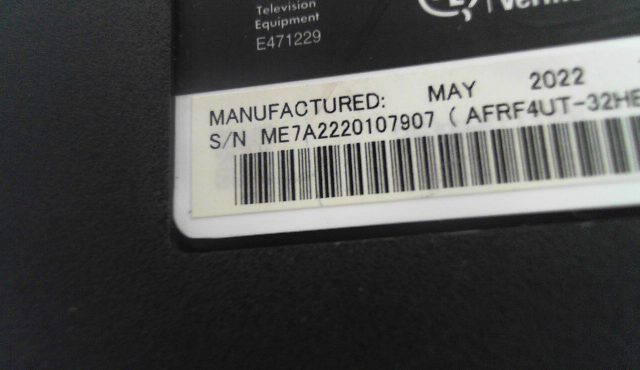 Television
Equipment
E471229
MANUFACTURED: MAY 2022
S/N ME7A2220107907 ( AFRF4UT-32HE